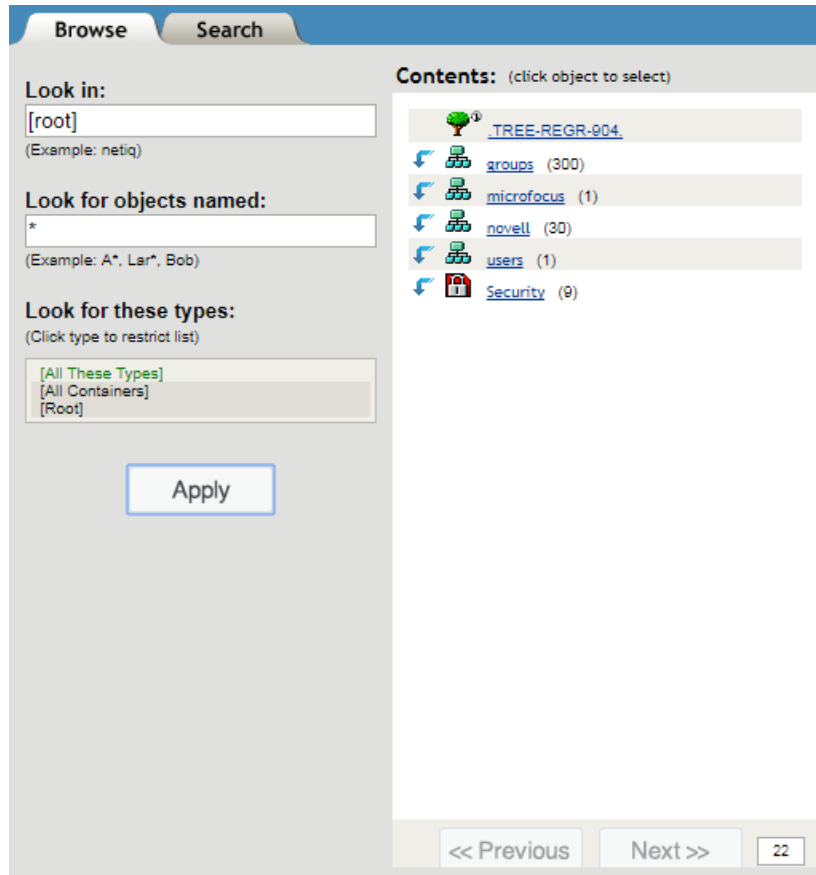 Browse
Search
Look in:
[root]
(Example: netiq)
Look for objects named:
*
(Example: A*, Lar*, Bob)
Look for these types:
(Click type to restrict list)
[All These Types]
[All Containers]
[Root]
Apply
Contents: (click object to select)
.TREE-REGR-904.
groups (300)
microfocus (1)
novell (30)
users (1)
Security (9)
<< Previous
Next >>
22